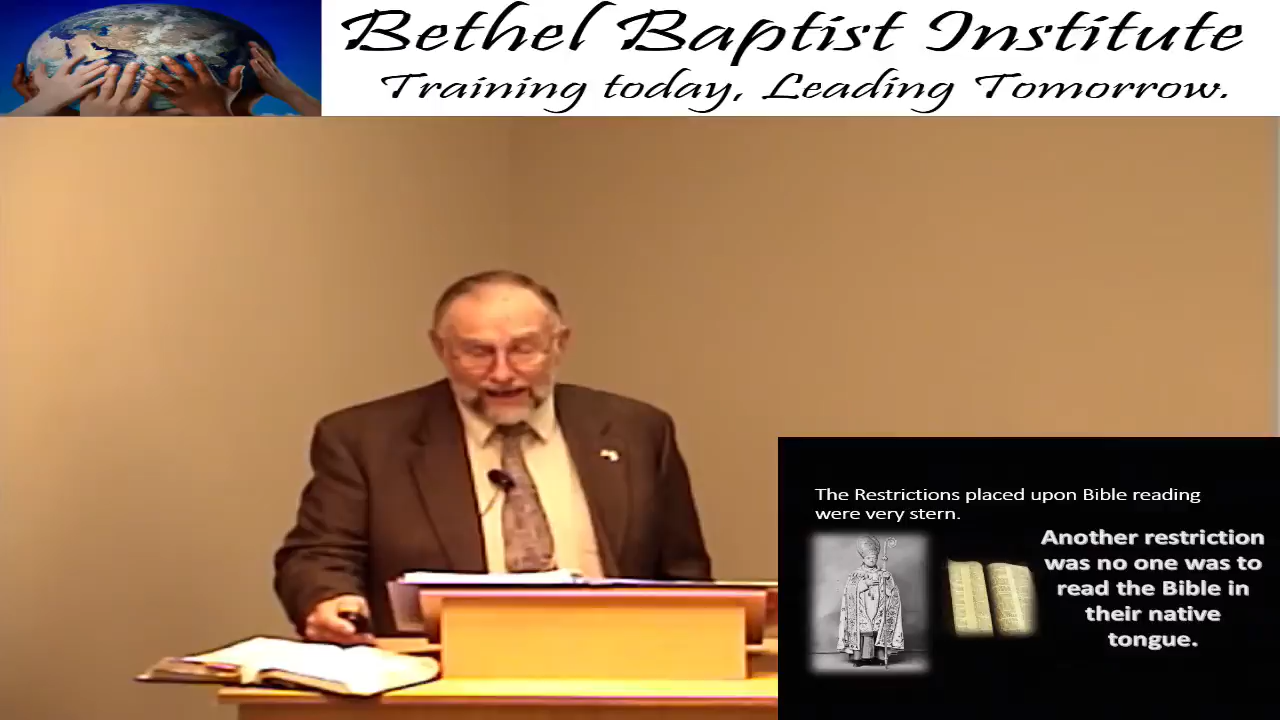 Bethel Baptist Institute
Training today, Leading Tomorrow.
The Restrictions placed upon Bible reading
were very stern.
Another restriction
was no one was to
read the Bible in
their native
tongue.